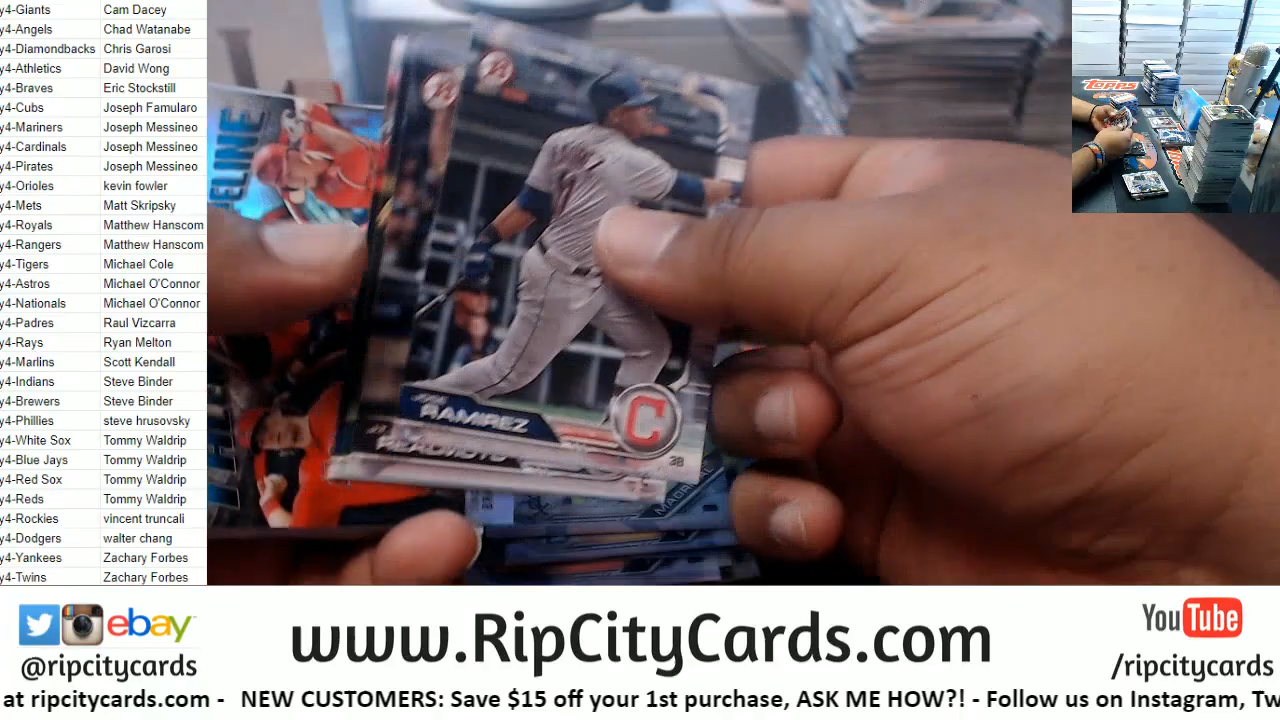 y4-Giants Cam Dacey
y4-Angels Chad Watanabe
y4-Diamondbacks Chris Garosi
y4-Athletics David Wong
y4-Braves Eric Stockstill
y4-Cubs Joseph Famularo
y4-Mariners Joseph Messineo
y4-Cardinals Joseph Messineo
y4-Pirates Joseph Messineo
y4-Orioles kevin fowler
y4-Mets Matt Skripsky
y4-Royals Matthew Hanscom
y4-Rangers Matthew Hanscom
y4-Tigers Michael Cole
y4-Astros Michael O'Connor
y4-Nationals Michael O'Connor
y4-Padres Raul Vizcarra
y4-Rays Ryan Melton
y4-Marlins Scott Kendall
y4-Indians Steve Binder
y4-Brewers Steve Binder
y4-Phillies steve hrusovsky
y4-White Sox Tommy Waldrip
y4-Blue Jays Tommy Waldrip
y4-Red Sox Tommy Waldrip
y4-Reds Tommy Waldrip
y4-Rockies vincent truncali
y4-Dodgers walter chang
y4-Yankees Zachary Forbes
y4-Twins Zachary Forbes
ELINE
JOSE
RAMIREZ
C
38
topps
ebay
@ripcitycards
www.RipCityCards.com
YouTube
/ripcitycards
at ripcitycards.com - NEW CUSTOMERS: Save $15 off your 1st purchase, ASK ME HOW?! - Follow us on Instagram, Tw